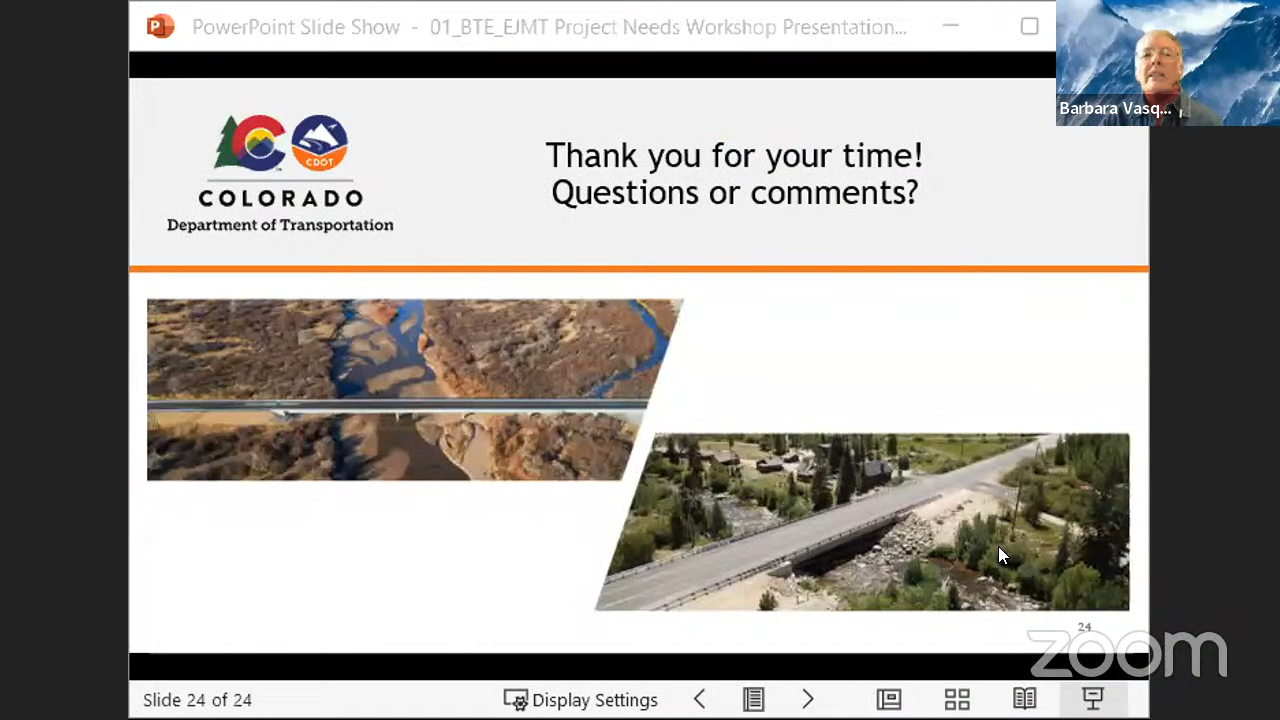 PowerPoint Slide Show - 01_BTE_EJMT Project Needs Workshop Presentation...
Barbara Vasq...
CDOT
COLORADO
Department of Transportation
Thank you for your time!
Questions or comments?
24
zoom
Slide 24 of 24
Display Settings